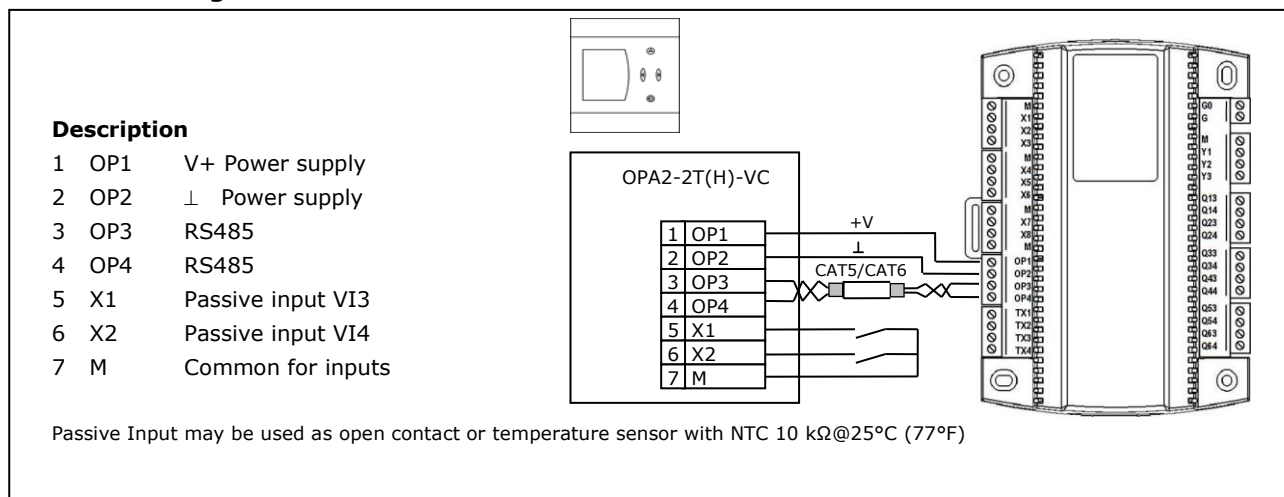 Description
1 OP1 V+ Power supply
2 OP2 ⊥ Power supply
3 OP3 RS485
4 OP4 RS485
5 X1 Passive input VI3
6 X2 Passive input VI4
7 M Common for inputs
OPA2-2T(H)-VC
1 OP1
2 OP2
3 OP3
4 OP4
5 X1
6 X2
7 M
+V
⊥
CAT5/CAT6
M
X1
X2
X3
M
X4
X5
X6
M
X7
X8
M
OP1
OP2
OP3
OP4
TX1
TX2
TX3
TX4
G0
G
M
Y1
Y2
Y3
Q13
Q14
Q23
Q24
Q33
Q34
Q43
Q44
Q53
Q54
Q63
Q64
Passive Input may be used as open contact or temperature sensor with NTC 10 kΩ@25°C (77°F)